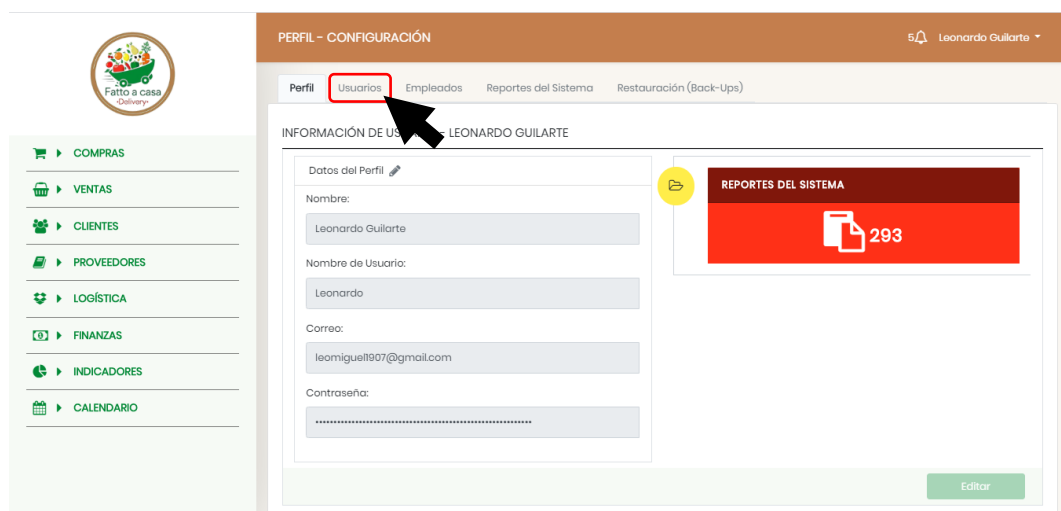 PERFIL - CONFIGURACIÓN
5 Leonardo Guilarte
Fatto a casa
-Delivery-
Perfil Usuarios Empleados Reportes del Sistema Restauración (Back-Ups)
INFORMACIÓN DE - LEONARDO GUILARTE
COMPRAS
VENTAS
CLIENTES
PROVEEDORES
LOGÍSTICA
FINANZAS
INDICADORES
CALENDARIO
Datos del Perfil
Nombre:
Leonardo Guilarte
Nombre de Usuario:
Leonardo
Correo:
leomiguel1907@gmail.com
Contraseña:
REPORTES DEL SISTEMA
293
Editar